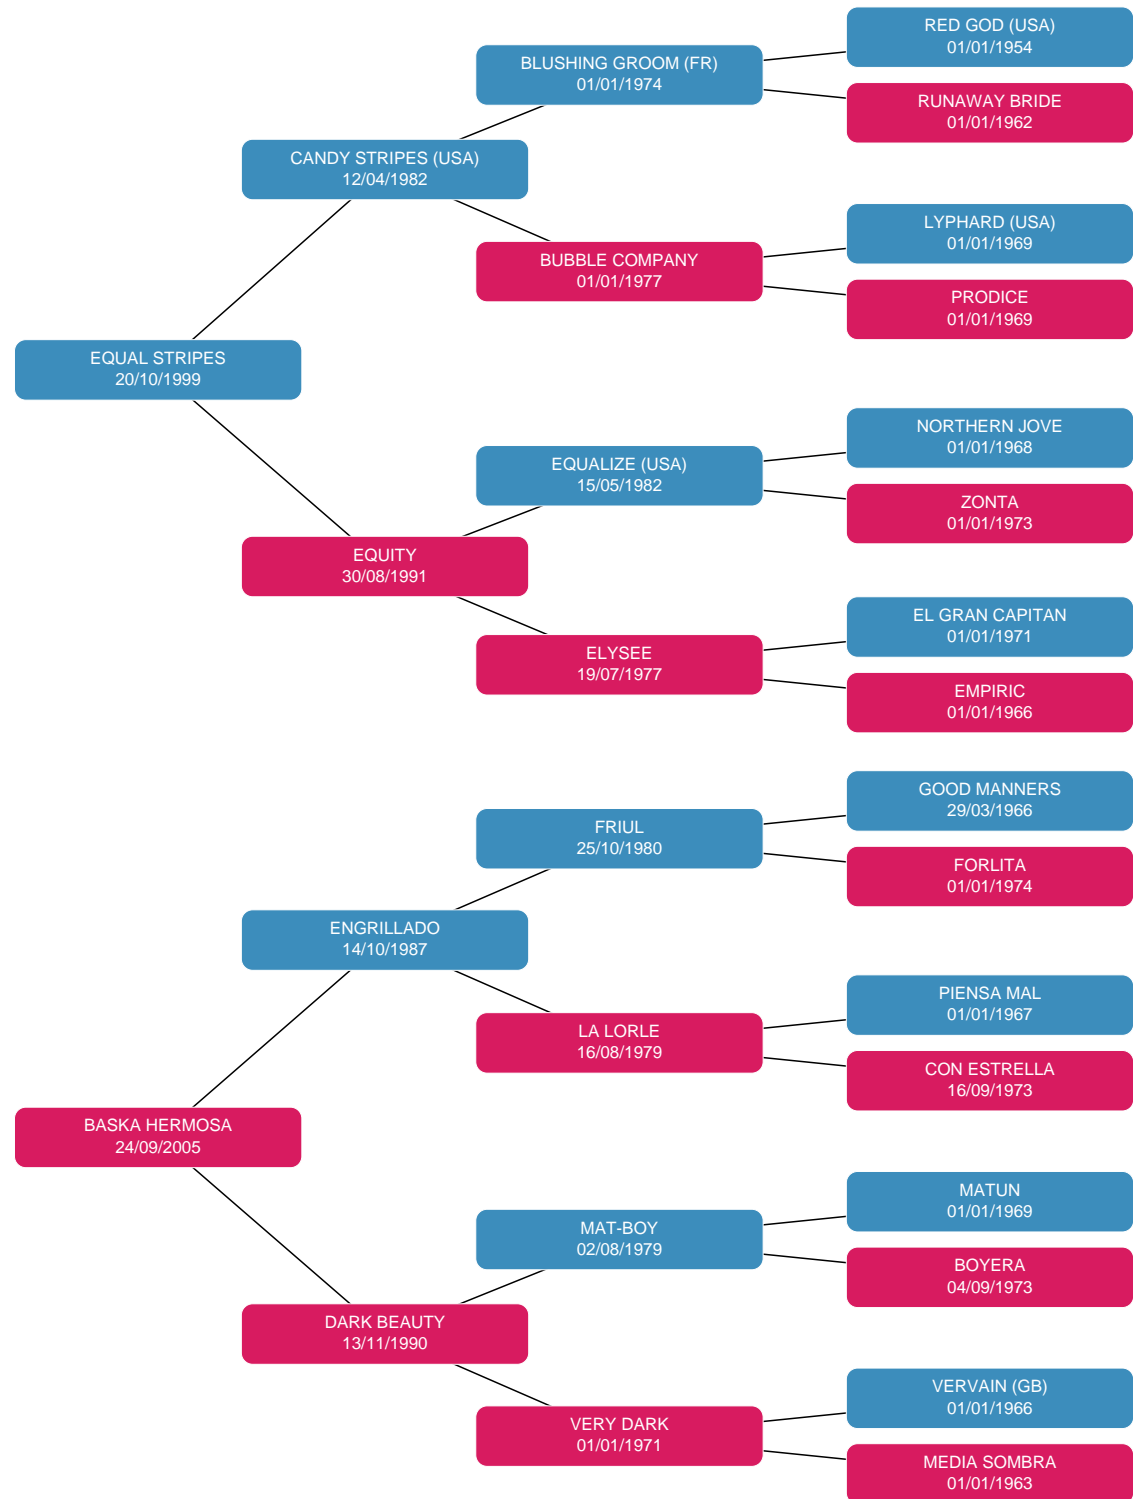 RED GOD (USA)
01/01/1954
BLUSHING GROOM (FR)
01/01/1974
RUNAWAY BRIDE
01/01/1962
CANDY STRIPES (USA)
12/04/1982
LYPHARD (USA)
01/01/1969
BUBBLE COMPANY
01/01/1977
PRODICE
01/01/1969
EQUAL STRIPES
20/10/1999
NORTHERN JOVE
01/01/1968
EQUALIZE (USA)
15/05/1982
ZONTA
01/01/1973
EQUITY
30/08/1991
EL GRAN CAPITAN
01/01/1971
ELYSEE
19/07/1977
EMPIRIC
01/01/1966
GOOD MANNERS
29/03/1966
FRIUL
25/10/1980
FORLITA
01/01/1974
ENGRILLADO
14/10/1987
PIENSA MAL
01/01/1967
LA LORLE
16/08/1979
CON ESTRELLA
16/09/1973
BASKA HERMOSA
24/09/2005
MATUN
01/01/1969
MAT-BOY
02/08/1979
BOYERA
04/09/1973
DARK BEAUTY
13/11/1990
VERVAIN (GB)
01/01/1966
VERY DARK
01/01/1971
MEDIA SOMBRA
01/01/1963